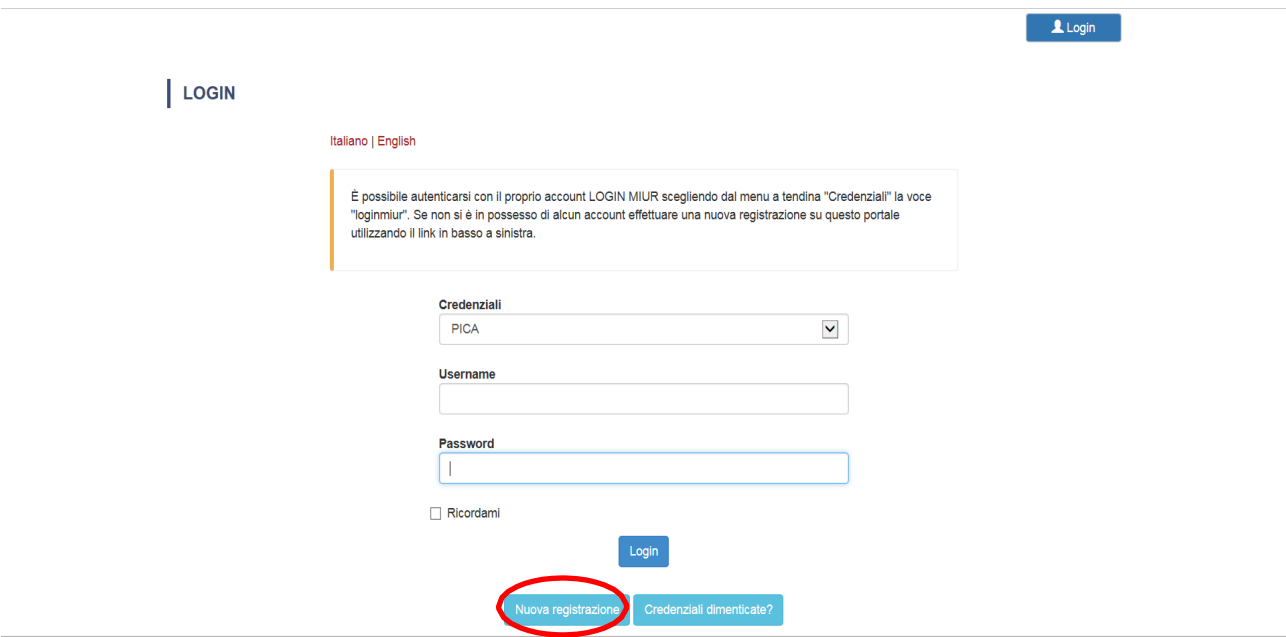 Login
LOGIN
Italiano | English
È possibile autenticarsi con il proprio account LOGIN MIUR scegliendo dal menu a tendina "Credenziali" la voce
"loginmiur". Se non si è in possesso di alcun account effettuare una nuova registrazione su questo portale
utilizzando il link in basso a sinistra.
Credenziali
PICA
Username
Password
Ricordami
Login
Nuova registrazione
Credenziali dimenticate?